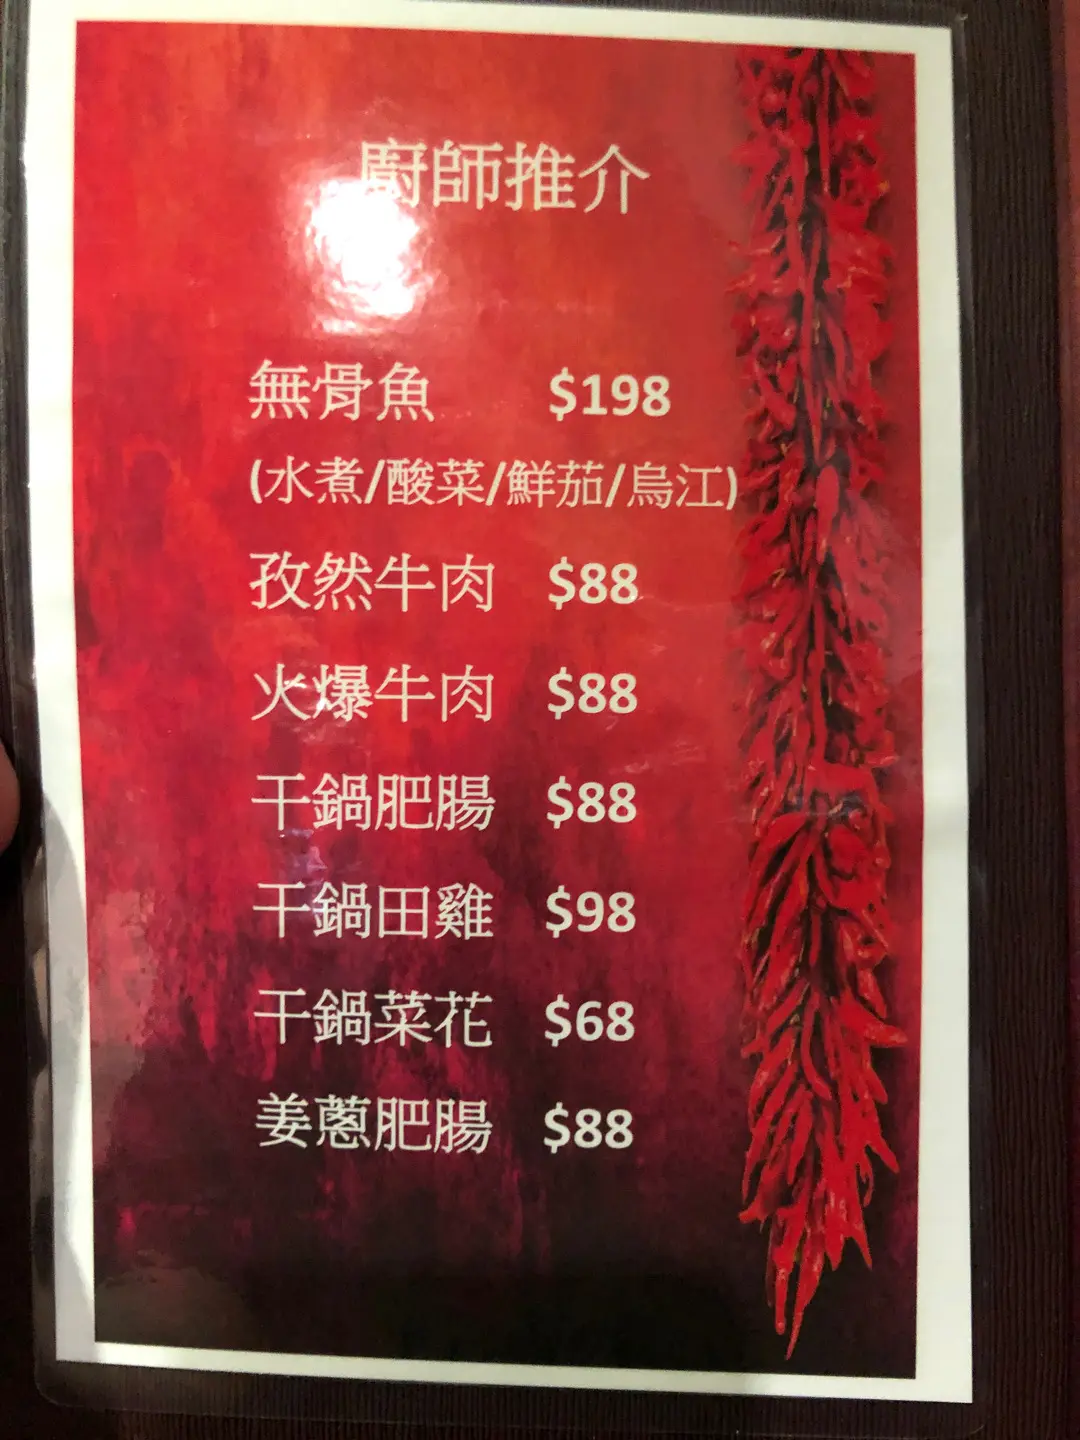 廚師推介
無骨魚 $198
(水煮/酸菜/鮮茄/烏江)
孜然牛肉 $88
火爆牛肉 $88
干鍋肥腸 $88
干鍋田雞 $98
干鍋菜花 $68
姜蔥肥腸 $88